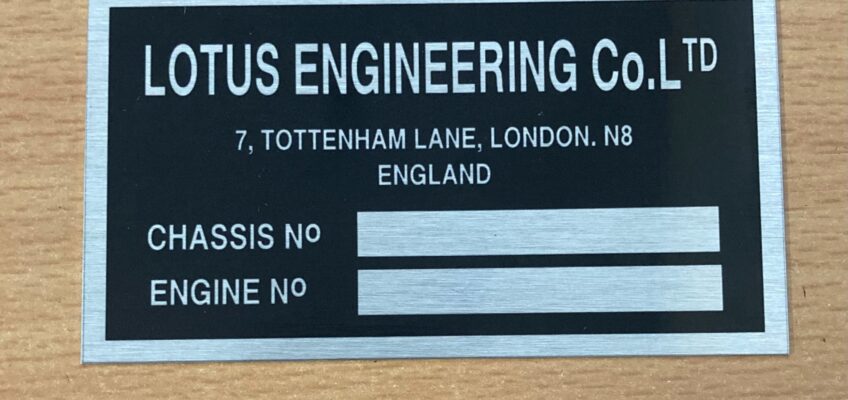 LOTUS ENGINEERING Co.LTD
7, TOTTENHAM LANE, LONDON. N8
ENGLAND
CHASSIS Nº
ENGINE Nº